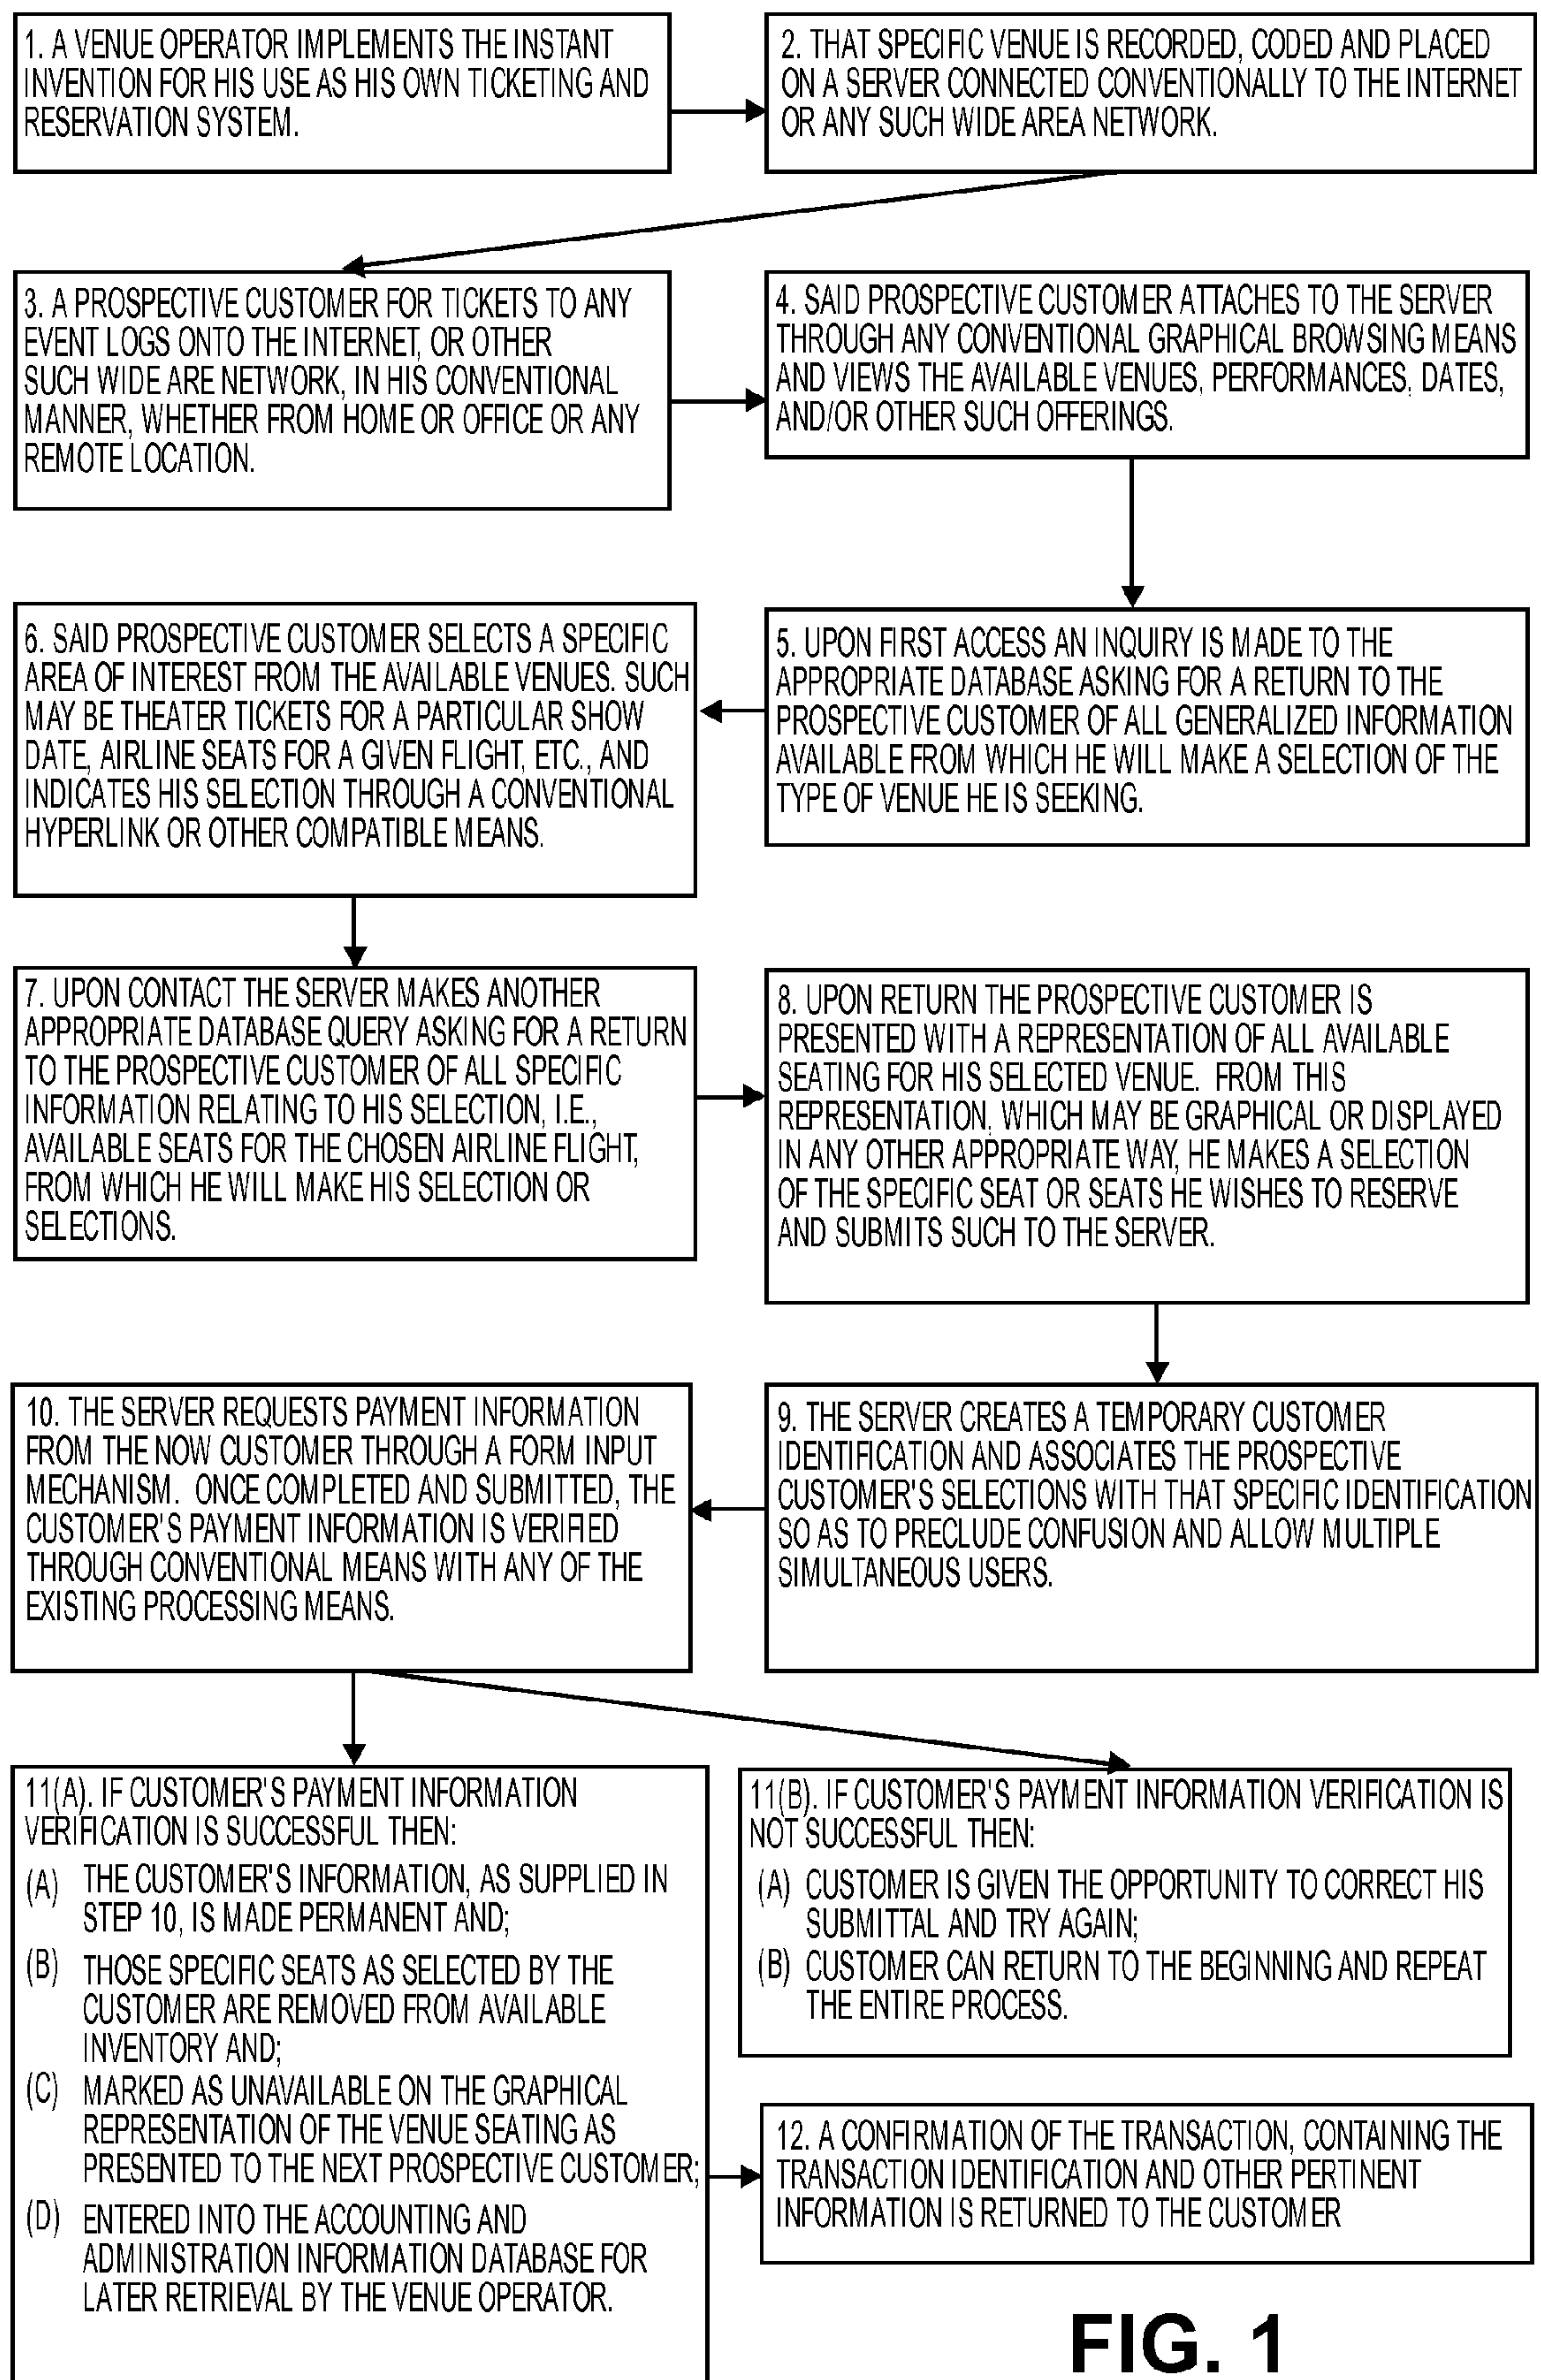 1. A VENUE OPERATOR IMPLEMENTS THE INSTANT
INVENTION FOR HIS USE AS HIS OWN TICKETING AND
RESERVATION SYSTEM.
2. THAT SPECIFIC VENUE IS RECORDED, CODED AND PLACED
ON A SERVER CONNECTED CONVENTIONALLY TO THE INTERNET
OR ANY SUCH WIDE AREA NETWORK.
3. A PROSPECTIVE CUSTOMER FOR TICKETS TO ANY
EVENT LOGS ONTO THE INTERNET, OR OTHER
SUCH WIDE ARE NETWORK, IN HIS CONVENTIONAL
MANNER, WHETHER FROM HOME OR OFFICE OR ANY
REMOTE LOCATION.
4. SAID PROSPECTIVE CUSTOMER ATTACHES TO THE SERVER
THROUGH ANY CONVENTIONAL GRAPHICAL BROWSING MEANS
AND VIEWS THE AVAILABLE VENUES, PERFORMANCES, DATES,
AND/OR OTHER SUCH OFFERINGS.
5. UPON FIRST ACCESS AN INQUIRY IS MADE TO THE
APPROPRIATE DATABASE ASKING FOR A RETURN TO THE
PROSPECTIVE CUSTOMER OF ALL GENERALIZED INFORMATION
AVAILABLE FROM WHICH HE WILL MAKE A SELECTION OF THE
TYPE OF VENUE HE IS SEEKING.
6. SAID PROSPECTIVE CUSTOMER SELECTS A SPECIFIC
AREA OF INTEREST FROM THE AVAILABLE VENUES. SUCH
MAY BE THEATER TICKETS FOR A PARTICULAR SHOW
DATE, AIRLINE SEATS FOR A GIVEN FLIGHT, ETC., AND
INDICATES HIS SELECTION THROUGH A CONVENTIONAL
HYPERLINK OR OTHER COMPATIBLE MEANS.
7. UPON CONTACT THE SERVER MAKES ANOTHER
APPROPRIATE DATABASE QUERY ASKING FOR A RETURN
TO THE PROSPECTIVE CUSTOMER OF ALL SPECIFIC
INFORMATION RELATING TO HIS SELECTION, I.E.,
AVAILABLE SEATS FOR THE CHOSEN AIRLINE FLIGHT,
FROM WHICH HE WILL MAKE HIS SELECTION OR
SELECTIONS.
8. UPON RETURN THE PROSPECTIVE CUSTOMER IS
PRESENTED WITH A REPRESENTATION OF ALL AVAILABLE
SEATING FOR HIS SELECTED VENUE. FROM THIS
REPRESENTATION, WHICH MAY BE GRAPHICAL OR DISPLAYED
IN ANY OTHER APPROPRIATE WAY, HE MAKES A SELECTION
OF THE SPECIFIC SEAT OR SEATS HE WISHES TO RESERVE
AND SUBMITS SUCH TO THE SERVER.
9. THE SERVER CREATES A TEMPORARY CUSTOMER
IDENTIFICATION AND ASSOCIATES THE PROSPECTIVE
CUSTOMER'S SELECTIONS WITH THAT SPECIFIC IDENTIFICATION
SO AS TO PRECLUDE CONFUSION AND ALLOW MULTIPLE
SIMULTANEOUS USERS.
10. THE SERVER REQUESTS PAYMENT INFORMATION
FROM THE NOW CUSTOMER THROUGH A FORM INPUT
MECHANISM. ONCE COMPLETED AND SUBMITTED, THE
CUSTOMER'S PAYMENT INFORMATION IS VERIFIED
THROUGH CONVENTIONAL MEANS WITH ANY OF THE
EXISTING PROCESSING MEANS.
11(A). IF CUSTOMER'S PAYMENT INFORMATION
VERIFICATION IS SUCCESSFUL THEN:
(A) THE CUSTOMER'S INFORMATION, AS SUPPLIED IN
STEP 10, IS MADE PERMANENT AND;
(B) THOSE SPECIFIC SEATS AS SELECTED BY THE
CUSTOMER ARE REMOVED FROM AVAILABLE
INVENTORY AND;
(C) MARKED AS UNAVAILABLE ON THE GRAPHICAL
REPRESENTATION OF THE VENUE SEATING AS
PRESENTED TO THE NEXT PROSPECTIVE CUSTOMER;
(D) ENTERED INTO THE ACCOUNTING AND
ADMINISTRATION INFORMATION DATABASE FOR
LATER RETRIEVAL BY THE VENUE OPERATOR.
11(B). IF CUSTOMER'S PAYMENT INFORMATION VERIFICATION IS
NOT SUCCESSFUL THEN:
(A) CUSTOMER IS GIVEN THE OPPORTUNITY TO CORRECT HIS
SUBMITTAL AND TRY AGAIN;
(B) CUSTOMER CAN RETURN TO THE BEGINNING AND REPEAT
THE ENTIRE PROCESS.
12. A CONFIRMATION OF THE TRANSACTION, CONTAINING THE
TRANSACTION IDENTIFICATION AND OTHER PERTINENT
INFORMATION IS RETURNED TO THE CUSTOMER
FIG. 1